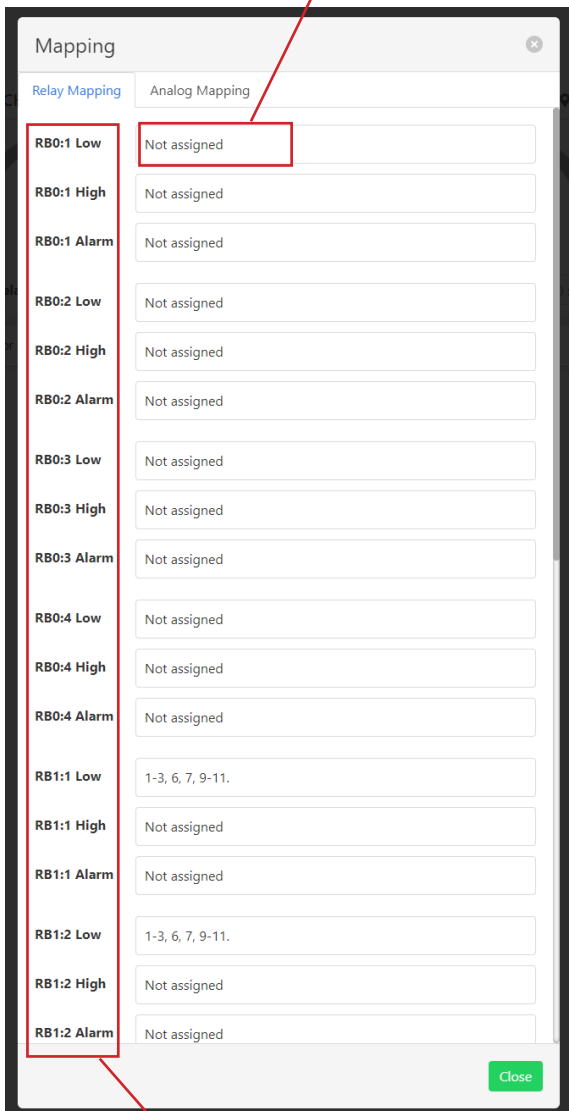 Mapping
Relay Mapping Analog Mapping
RB0:1 Low Not assigned
RB0:1 High Not assigned
RB0:1 Alarm Not assigned
RB0:2 Low Not assigned
RB0:2 High Not assigned
RB0:2 Alarm Not assigned
RB0:3 Low Not assigned
RB0:3 High Not assigned
RB0:3 Alarm Not assigned
RB0:4 Low Not assigned
RB0:4 High Not assigned
RB0:4 Alarm Not assigned
RB1:1 Low 1-3, 6, 7, 9-11.
RB1:1 High Not assigned
RB1:1 Alarm Not assigned
RB1:2 Low 1-3, 6, 7, 9-11.
RB1:2 High Not assigned
RB1:2 Alarm Not assigned
Close